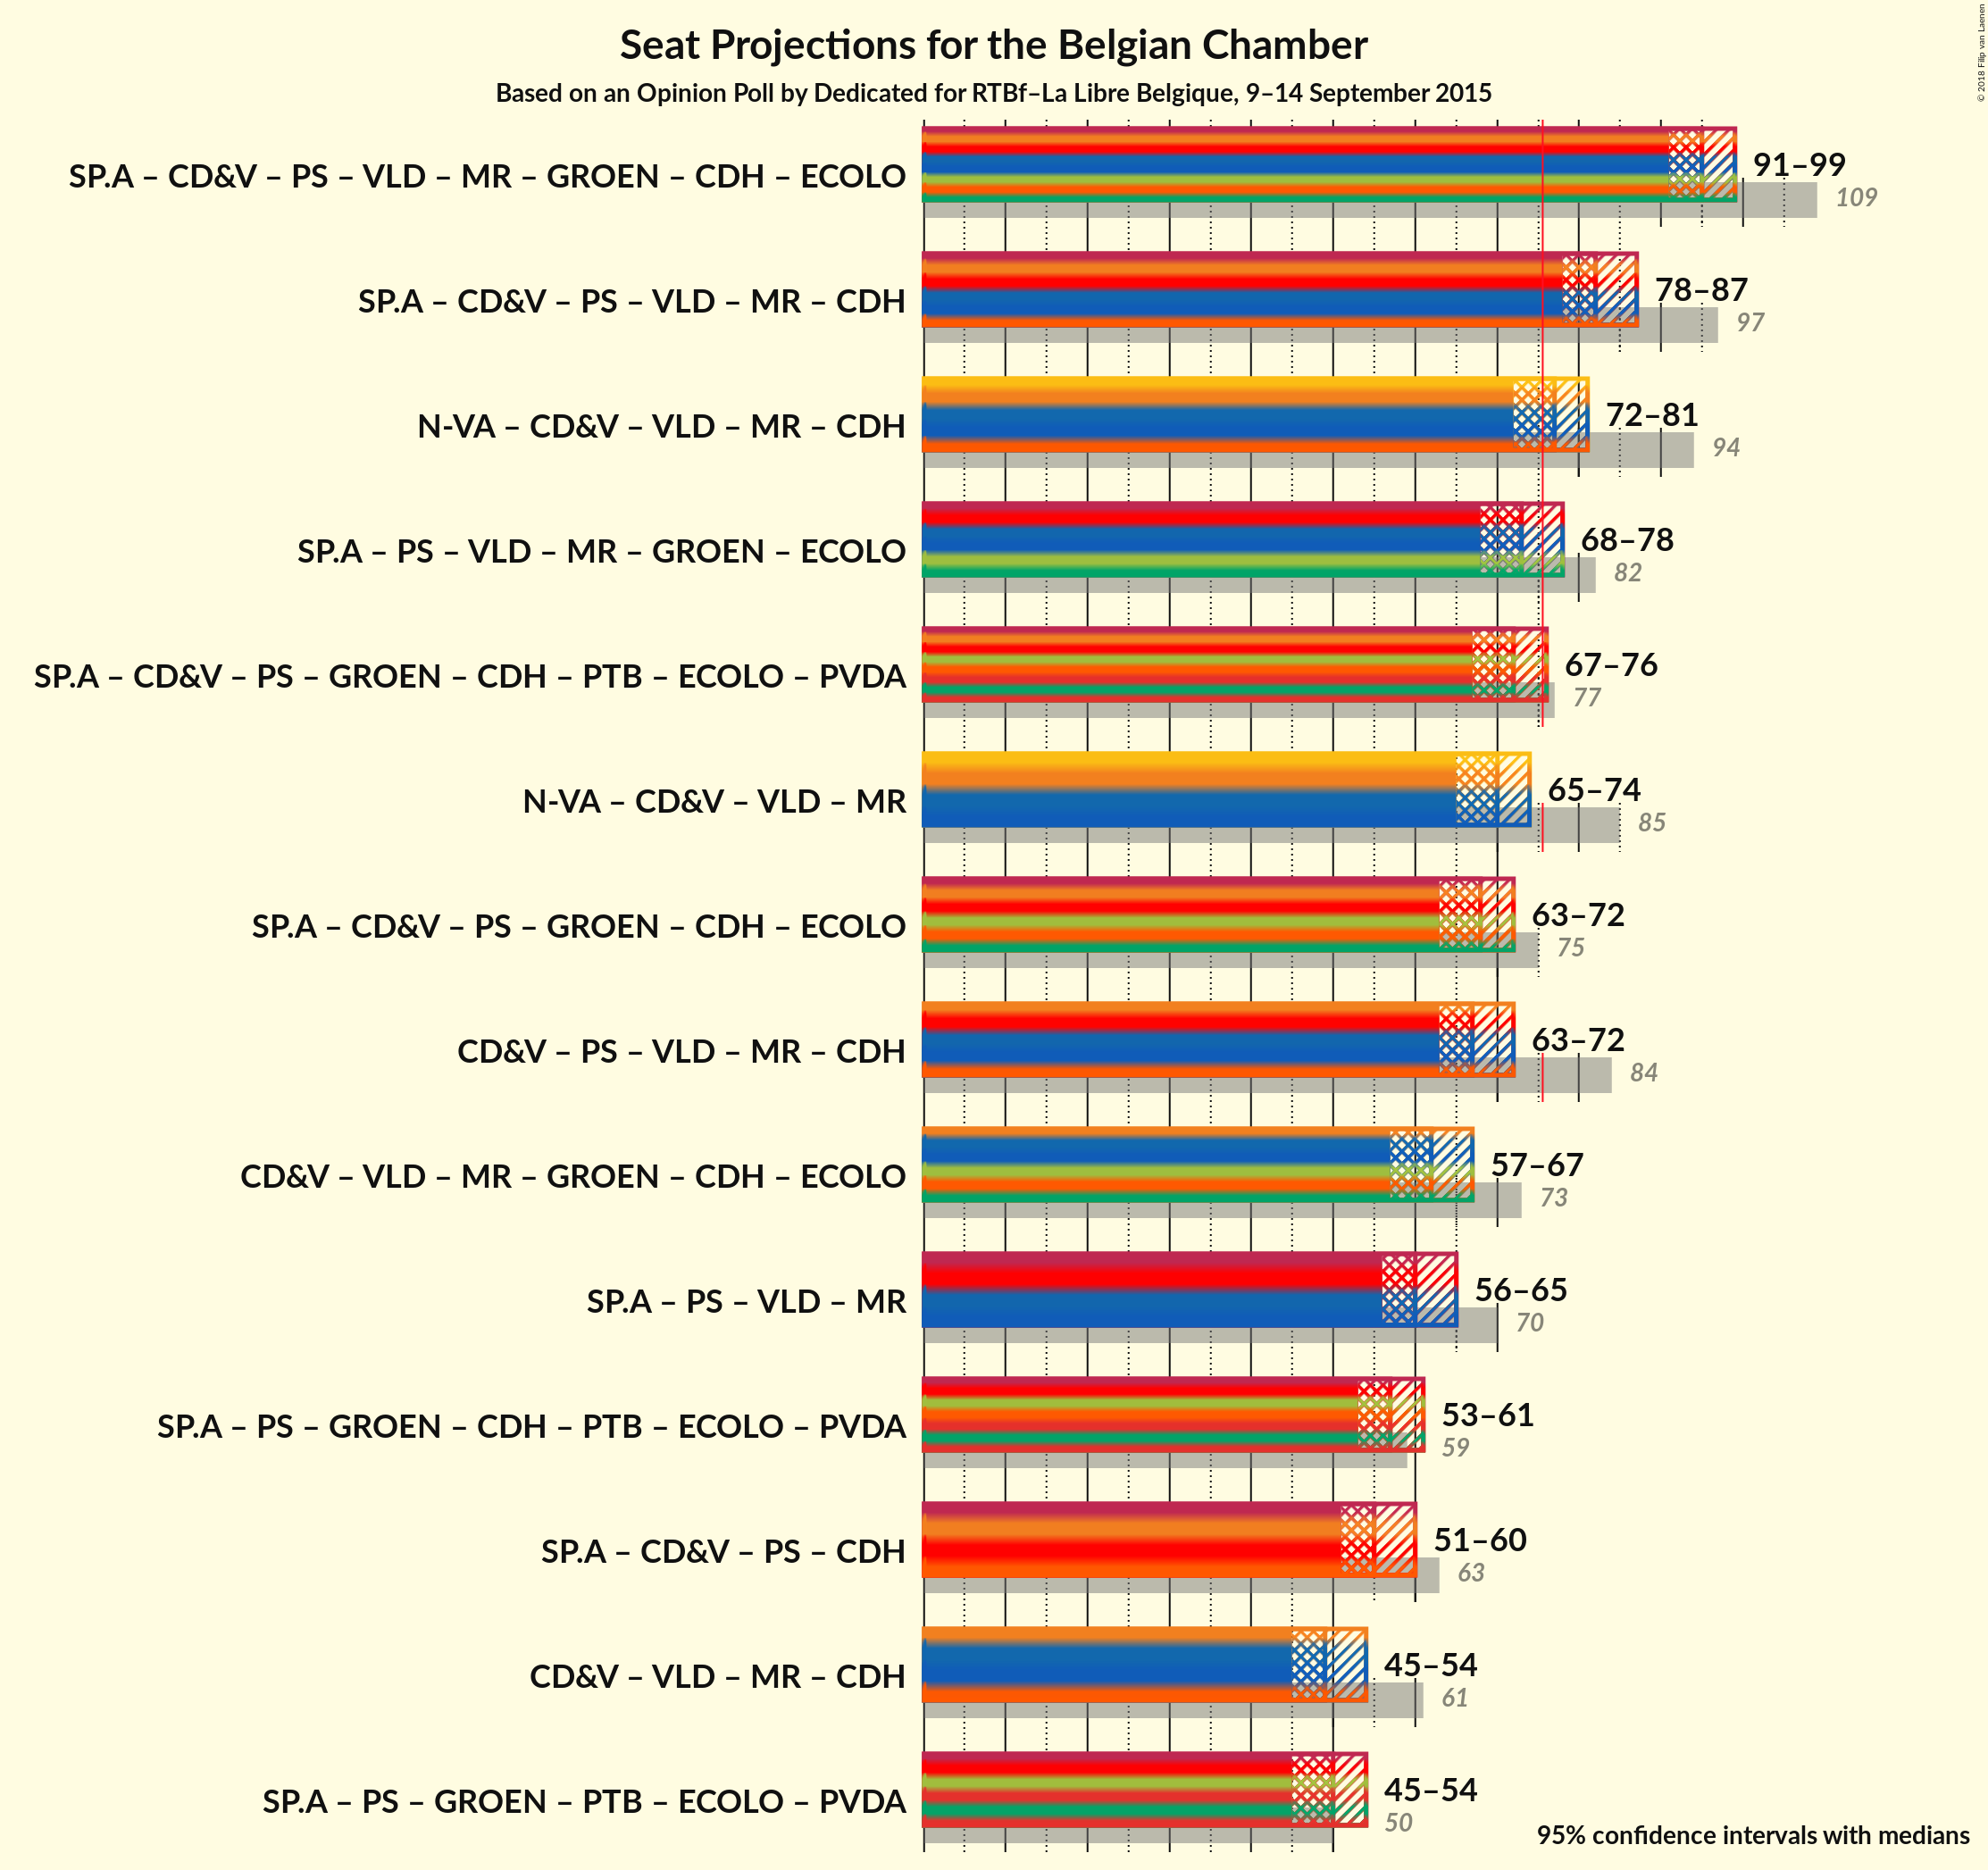 Seat Projections for the Belgian Chamber
Based on an Opinion Poll by Dedicated for RTBf–La Libre Belgique, 9–14 September 2015
© 2018 Filip van Laenen
SP.A – CD&V – PS – VLD – MR – GROEN – CDH – ECOLO
91–99
109
SP.A – CD&V – PS – VLD – MR – CDH
78–87
97
N-VA – CD&V – VLD – MR – CDH
72–81
94
SP.A – PS – VLD – MR – GROEN – ECOLO
68–78
82
SP.A – CD&V – PS – GROEN – CDH – PTB – ECOLO – PVDA
67–76
77
N-VA – CD&V – VLD – MR
65–74
85
SP.A – CD&V – PS – GROEN – CDH – ECOLO
63–72
75
CD&V – PS – VLD – MR – CDH
63–72
84
CD&V – VLD – MR – GROEN – CDH – ECOLO
57–67
73
SP.A – PS – VLD – MR
56–65
70
SP.A – PS – GROEN – CDH – PTB – ECOLO – PVDA
53–61
59
SP.A – CD&V – PS – CDH
51–60
63
CD&V – VLD – MR – CDH
45–54
61
SP.A – PS – GROEN – PTB – ECOLO – PVDA
45–54
50
95% confidence intervals with medians